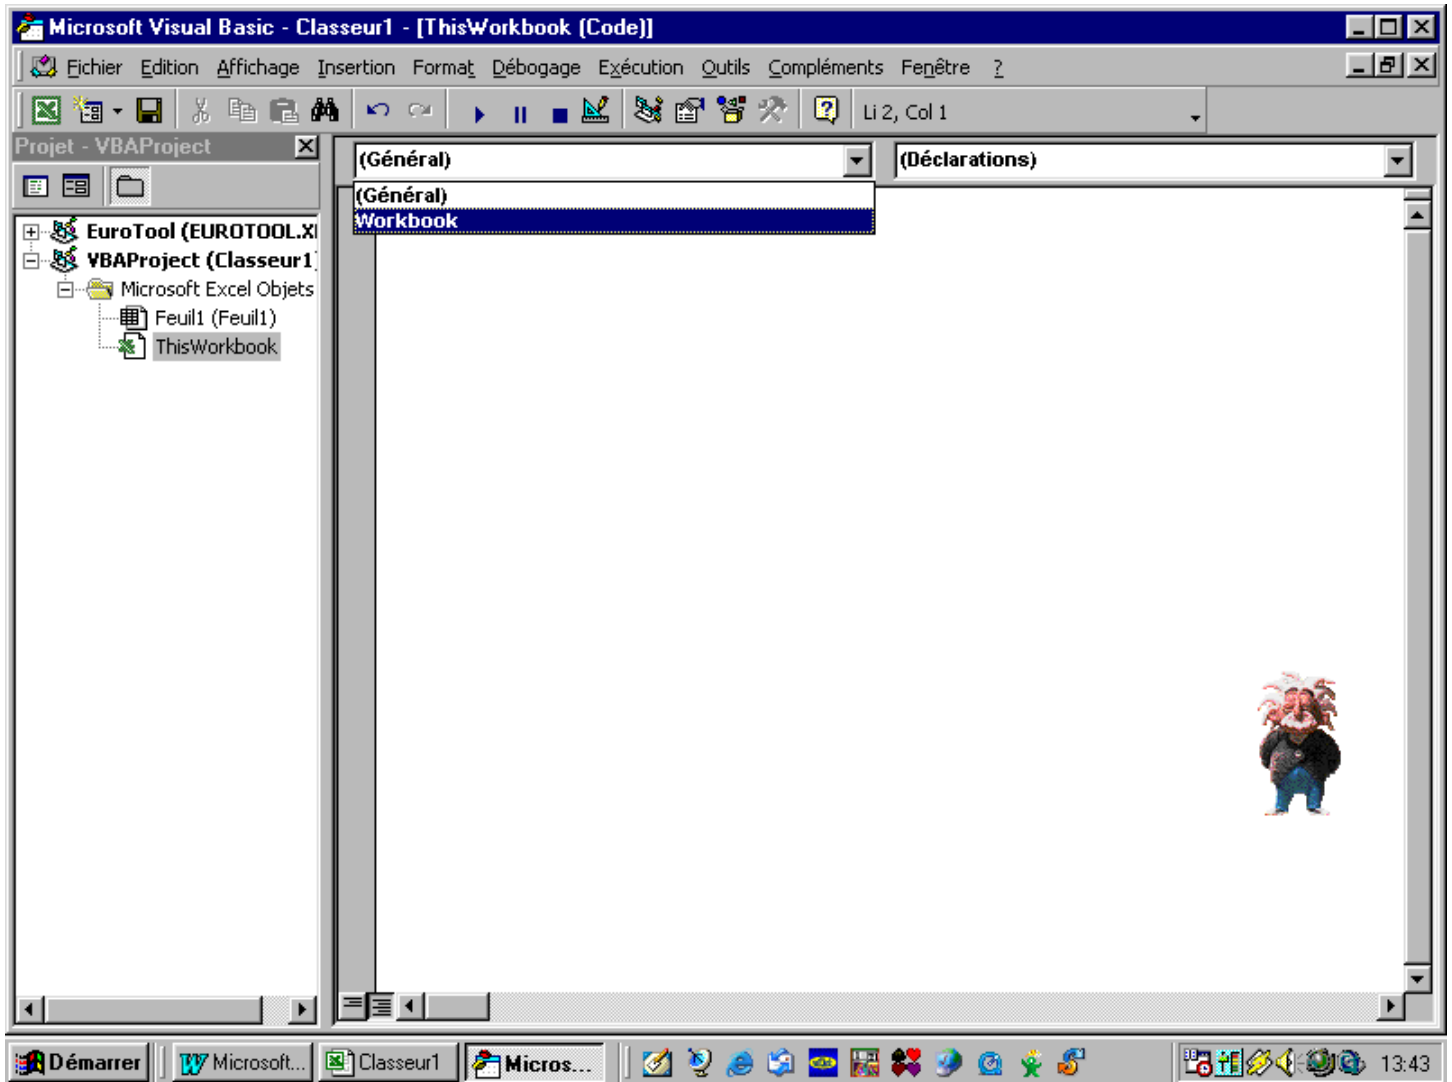 Microsoft Visual Basic - Classeur1 - [ThisWorkbook (Code)]
Fichier Edition Affichage Insertion Format Débogage Exécution Outils Compléments Fenêtre ?
Li 2, Col 1
Projet - VBAProject
(Général) (Déclarations)
(Général)
Workbook
EuroTool (EUROTOOL.X
VBAProject (Classeur1
Microsoft Excel Objets
Feuil1 (Feuil1)
ThisWorkbook
Démarrer Microsoft... Classeur1 Micros... 13:43